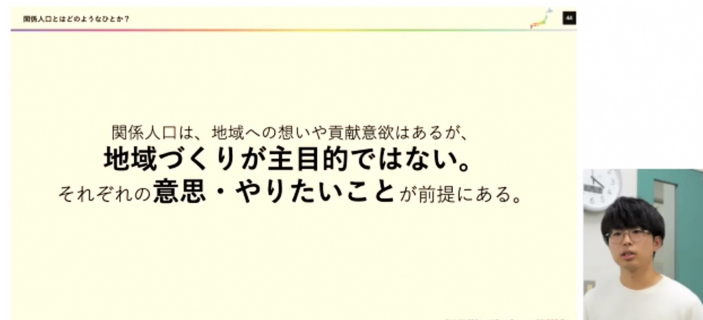 関係人口とはどのようなひとか？
44
関係人口は、地域への想いや貢献意欲はあるが、
地域づくりが主目的ではない。
それぞれの意思・やりたいことが前提にある。